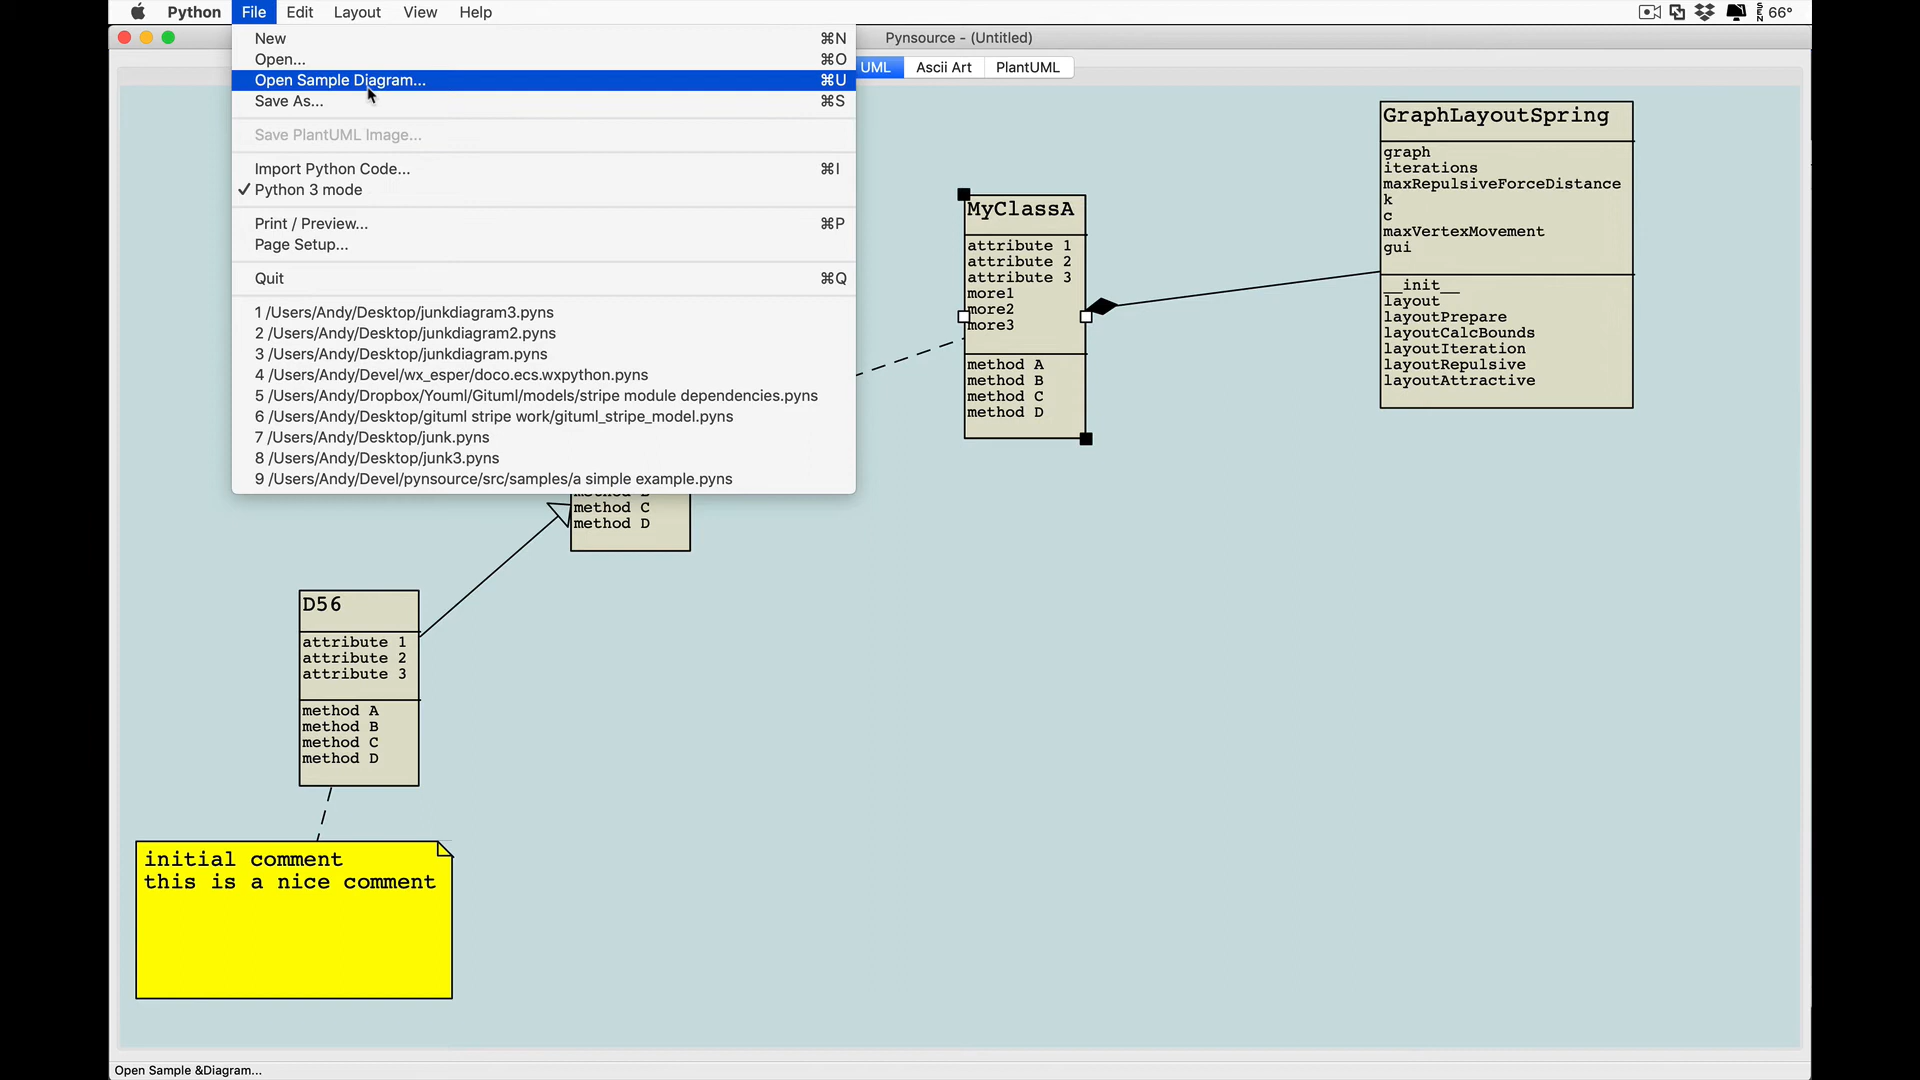 Python File Edit Layout View Help
66°
Pynsource - (Untitled)
UML Ascii Art PlantUML
New ⌘N
Open... ⌘O
Open Sample Diagram... ⌘U
Save As... ⌘S
Save PlantUML Image...
Import Python Code... ⌘I
✓ Python 3 mode
Print / Preview... ⌘P
Page Setup...
Quit ⌘Q
1 /Users/Andy/Desktop/junkdiagram3.pyns
2 /Users/Andy/Desktop/junkdiagram2.pyns
3 /Users/Andy/Desktop/junkdiagram.pyns
4 /Users/Andy/Devel/wx_esper/doco.ecs.wxpython.pyns
5 /Users/Andy/Dropbox/Youml/Gituml/models/stripe module dependencies.pyns
6 /Users/Andy/Desktop/gituml stripe work/gituml_stripe_model.pyns
7 /Users/Andy/Desktop/junk.pyns
8 /Users/Andy/Desktop/junk3.pyns
9 /Users/Andy/Devel/pynsource/src/samples/a simple example.pyns
method C
method D
MyClassA
attribute 1
attribute 2
attribute 3
more1
more2
more3
method A
method B
method C
method D
GraphLayoutSpring
graph
iterations
maxRepulsiveForceDistance
k
c
maxVertexMovement
gui
__init__
layout
layoutPrepare
layoutCalcBounds
layoutIteration
layoutRepulsive
layoutAttractive
D56
attribute 1
attribute 2
attribute 3
method A
method B
method C
method D
initial comment
this is a nice comment
Open Sample &Diagram...